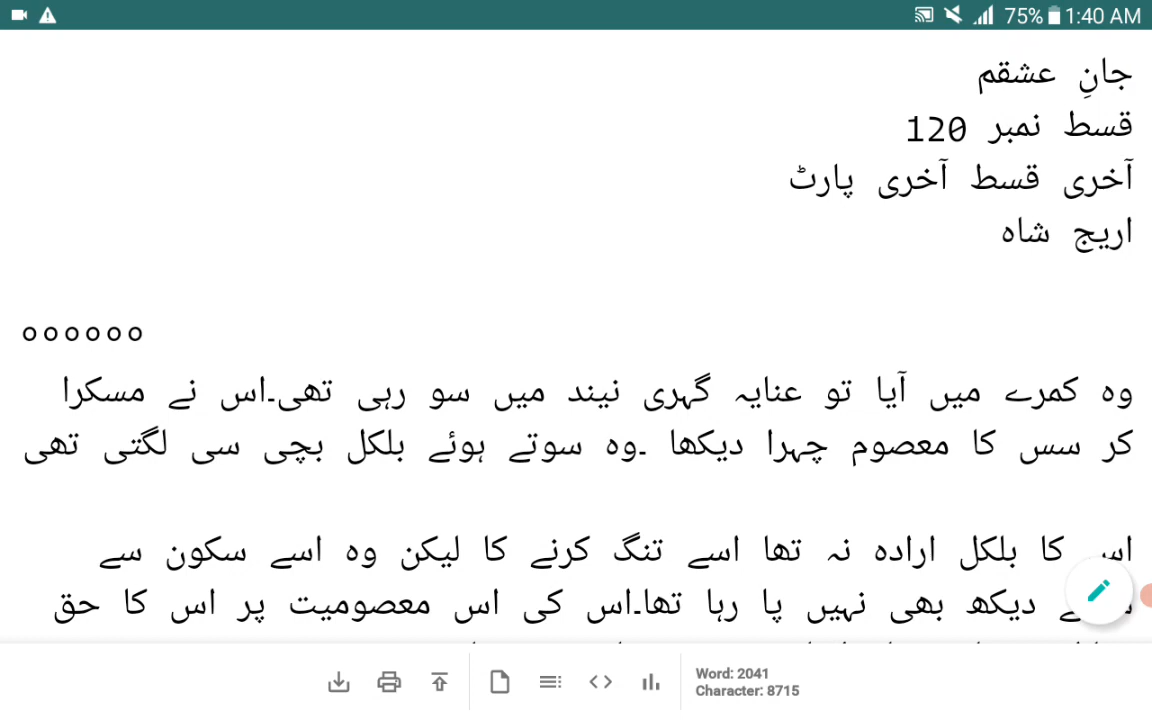 75% 1:40 AM
جانِ عشقم
قسط نمبر 120
آخری قسط آخری پارٹ
اریج شاہ
oooooo
وہ کمرے میں آیا تو عنایہ گہری نیند میں سو رہی تھی۔اس نے مسکرا
کر سس کا معصوم چہرا دیکھا ۔وہ سوتے ہوئے بلکل بچی سی لگتی تھی
اس کا بلکل ارادہ نہ تھا اسے تنگ کرنے کا لیکن وہ اسے سکون سے
دیکھ بھی نہیں پا رہا تھا۔اس کی اس معصومیت پر اس کا حق
Word: 2041
Character: 8715